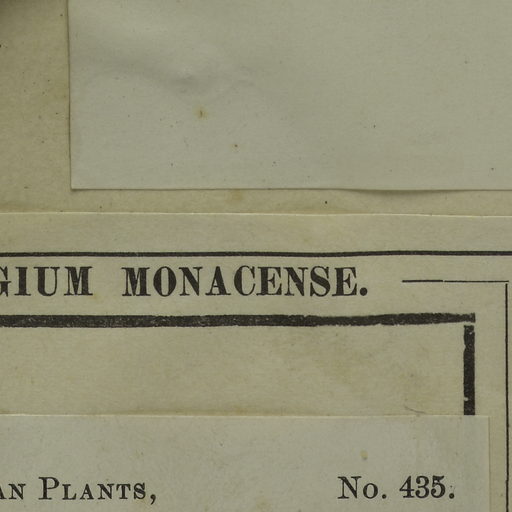 GIUM MONACENSE.
AN PLANTS, No. 435.